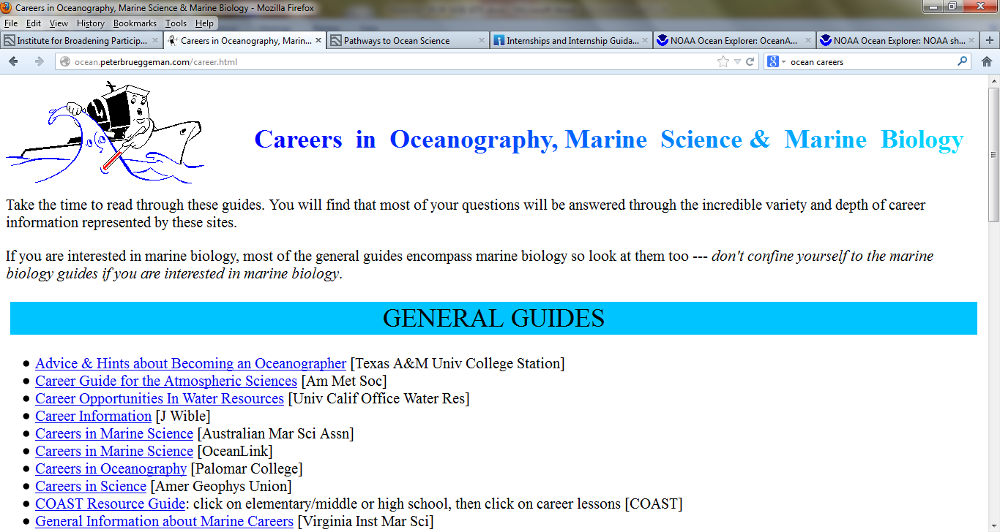 Careers in Oceanography, Marine Science & Marine Biology - Mozilla Firefox
File Edit View History Bookmarks Tools Help
Institute for Broadening Particip... Careers in Oceanography, Marin... Pathways to Ocean Science Internships and Internship Guida... NOAA Ocean Explorer: OceanA... NOAA Ocean Explorer: NOAA sh...
ocean.peterbrueggeman.com/career.html ocean careers
Careers in Oceanography, Marine Science & Marine Biology
Take the time to read through these guides. You will find that most of your questions will be answered through the incredible variety and depth of career
information represented by these sites.
If you are interested in marine biology, most of the general guides encompass marine biology so look at them too --- don't confine yourself to the marine
biology guides if you are interested in marine biology.
GENERAL GUIDES
• Advice & Hints about Becoming an Oceanographer [Texas A&M Univ College Station]
• Career Guide for the Atmospheric Sciences [Am Met Soc]
• Career Opportunities In Water Resources [Univ Calif Office Water Res]
• Career Information [J Wible]
• Careers in Marine Science [Australian Mar Sci Assn]
• Careers in Marine Science [OceanLink]
• Careers in Oceanography [Palomar College]
• Careers in Science [Amer Geophys Union]
• COAST Resource Guide: click on elementary/middle or high school, then click on career lessons [COAST]
• General Information about Marine Careers [Virginia Inst Mar Sci]